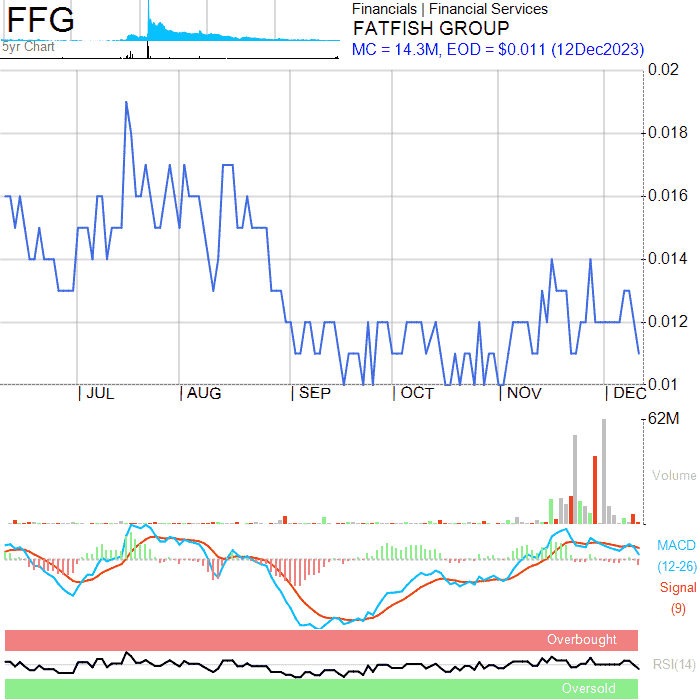 FFG
5yr Chart
Financials | Financial Services
FATFISH GROUP
MC = 14.3M, EOD = $0.011 (12Dec2023)
0.02
0.018
0.016
0.014
0.012
0.01
JUL
AUG
SEP
OCT
NOV
DEC
62M
Volume
MACD
(12-26)
Signal
(9)
Overbought
RSI(14)
Oversold